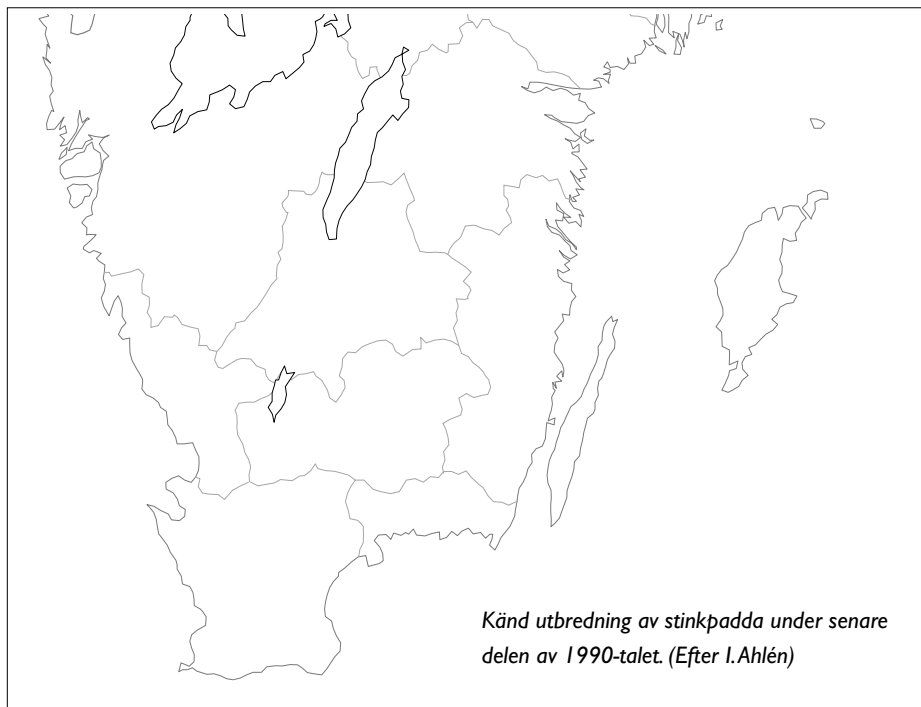 Känd utbredning av stinkpadda under senare
delen av 1990-talet. (Efter I. Ahlén)